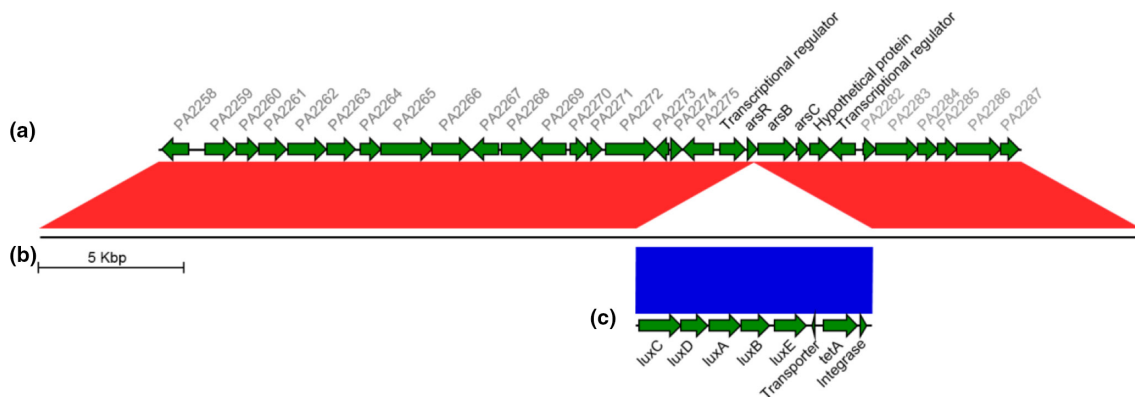 (a)
PA2258
PA2259
PA2260
PA2261
PA2262
PA2263
PA2264
PA2265
PA2266
PA2267
PA2268
PA2269
PA2270
PA2271
PA2272
PA2273
PA2274
PA2275
Transcriptional regulator
arsR
arsB
arsC
Hypothetical protein
Transcriptional regulator
PA2282
PA2283
PA2284
PA2285
PA2286
PA2287
(b)
5 Kbp
(c)
luxC
luxD
luxA
luxB
luxE
Transporter
tetA
Integrase